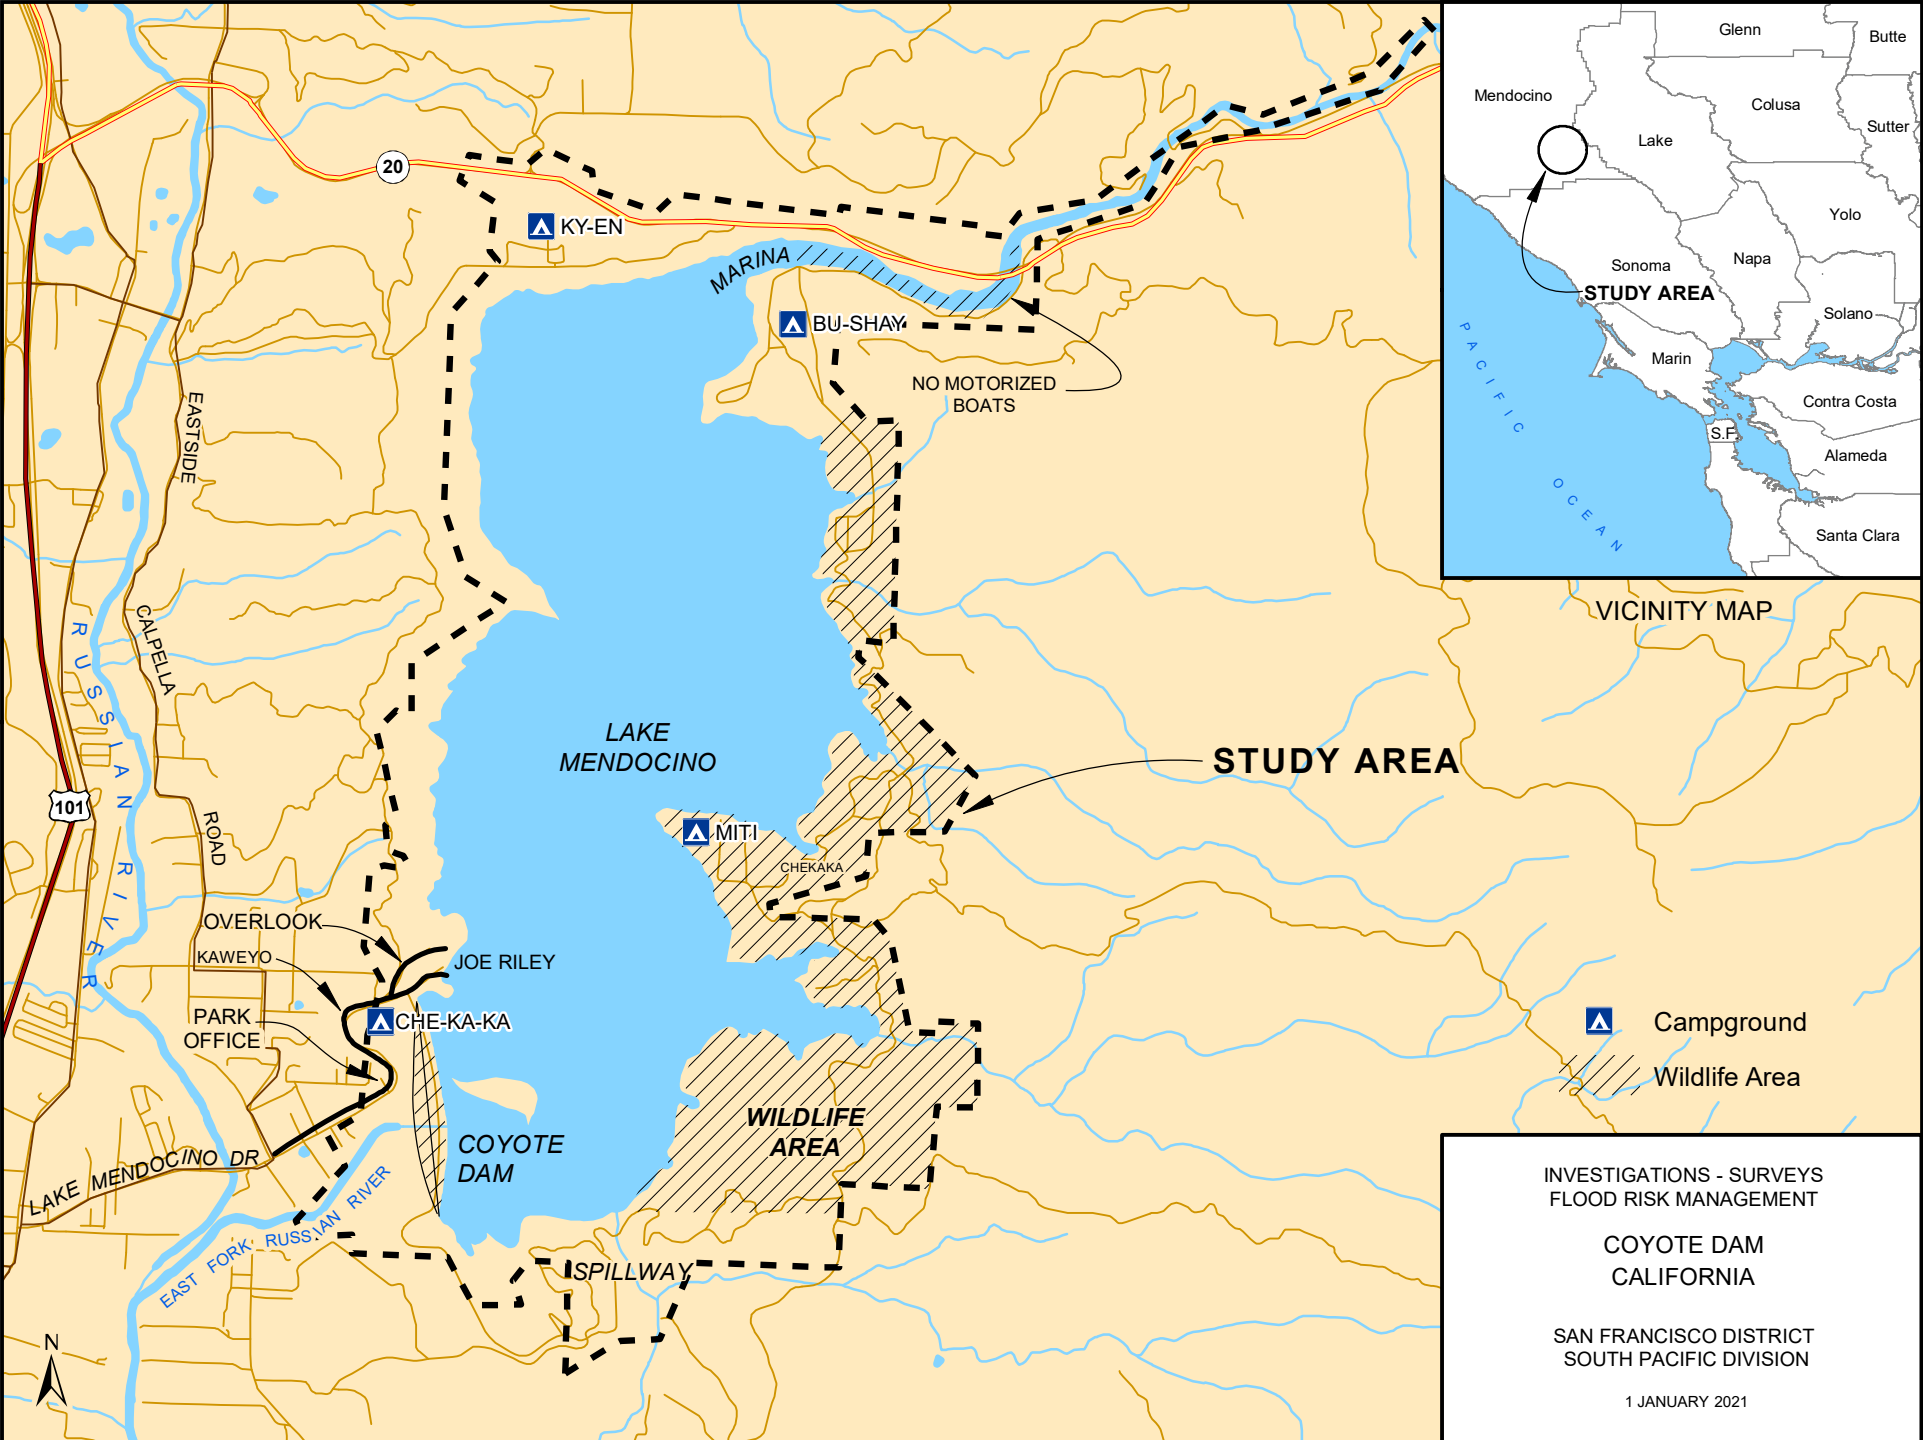 20
KY-EN
MARINA
BU-SHAY
NO MOTORIZED
BOATS
EASTSIDE
CALPELLA
ROAD
RUSSIAN RIVER
101
LAKE
MENDOCINO
STUDY AREA
MITI
CHEKAKA
OVERLOOK
KAWEYO
JOE RILEY
PARK
OFFICE
CHE-KA-KA
WILDLIFE
AREA
COYOTE
DAM
LAKE MENDOCINO DR
EAST FORK RUSSIAN RIVER
SPILLWAY
N
Glenn
Butte
Mendocino
Colusa
Sutter
Lake
Yolo
Napa
Sonoma
STUDY AREA
Solano
Marin
Contra Costa
S.F.
Alameda
Santa Clara
PACIFIC OCEAN
VICINITY MAP
Campground
Wildlife Area
INVESTIGATIONS - SURVEYS
FLOOD RISK MANAGEMENT
COYOTE DAM
CALIFORNIA
SAN FRANCISCO DISTRICT
SOUTH PACIFIC DIVISION
1 JANUARY 2021